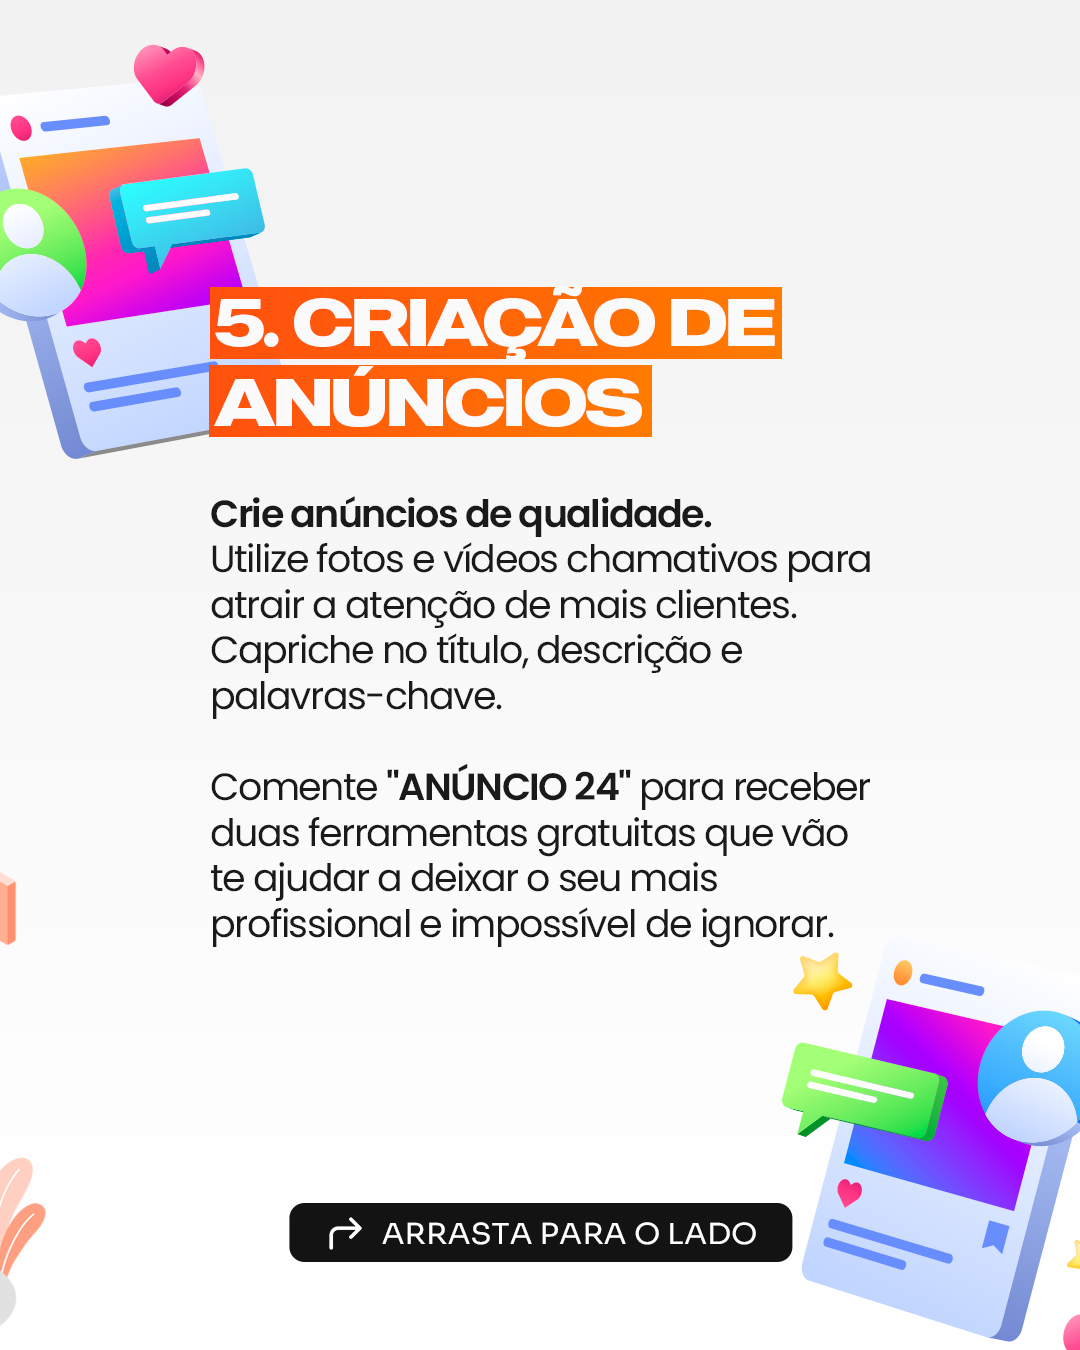 5. CRIAÇÃO DE
ANÚNCIOS
Crie anúncios de qualidade.
Utilize fotos e vídeos chamativos para
atrair a atenção de mais clientes.
Capriche no título, descrição e
palavras-chave.
Comente "ANÚNCIO 24" para receber
duas ferramentas gratuitas que vão
te ajudar a deixar o seu mais
profissional e impossível de ignorar.
ARRASTA PARA O LADO